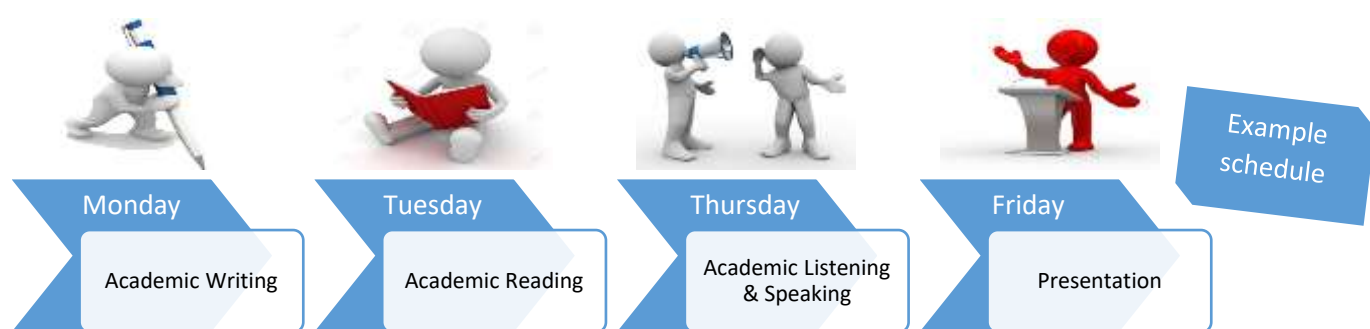 Example
schedule
Monday
Academic Writing
Tuesday
Academic Reading
Thursday
Academic Listening
& Speaking
Friday
Presentation